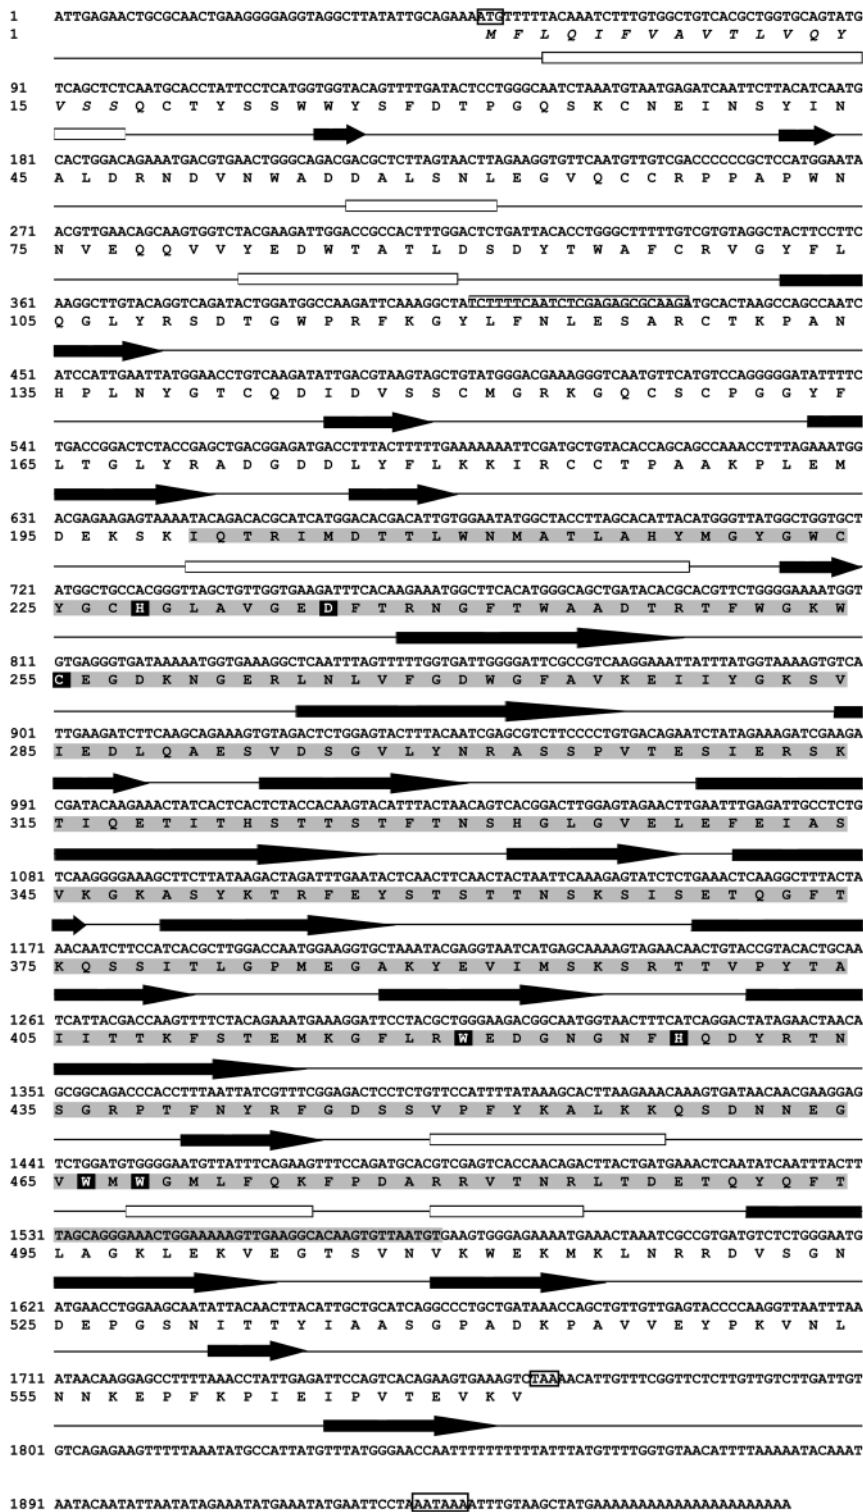 1 ATTGAGAACTGCGCAACTGAAGGGGAGGTAGGCTTATATTGCAGAAAATGTTTTTACAAATCTTTGTGGCTGTCACGCTGGTGCAGTATG
1 M F L Q I F V A V T L V Q Y
91 TCAGCTCTCAATGCACCTATTCCTCATGGTGGTACAGTTTTGATACTCCTGGGCAATCTAAATGTAATGAGATCAATTCTTACATCAATG
15 V S S Q C T Y S S W W Y S F D T P G Q S K C N E I N S Y I N
181 CACTGGACAGAAATGACGTGAACTGGGCAGACGACGCTCTTAGTAACTTAGAAGGTGTTCAATGTTGTCGACCCCCCGCTCCATGGAATA
45 A L D R N D V N W A D D A L S N L E G V Q C C R P P A P W N
271 ACGTTGAACAGCAAGTGGTCTACGAAGATTGGACCGCCACTTTGGACTCTGATTACACCTGGGCTTTTTGTCGTGTAGGCTACTTCCTTC
75 N V E Q Q V V Y E D W T A T L D S D Y T W A F C R V G Y F L
361 AAGGCTTGTACAGGTCAGATACTGGATGGCCAAGATTCAAAGGCTATCTTTTCAATCTCGAGAGCGCAAGATGCACTAAGCCAGCCAATC
105 Q G L Y R S D T G W P R F K G Y L F N L E S A R C T K P A N
451 ATCCATTGAATTATGGAACCTGTCAAGATATTGACGTAAGTAGCTGTATGGGACGAAAGGGTCAATGTTCATGTCCAGGGGGATATTTTC
135 H P L N Y G T C Q D I D V S S C M G R K G Q C S C P G G Y F
541 TGACCGGACTCTACCGAGCTGACGGAGATGACCTTTACTTTTTGAAAAAAATTCGATGCTGTACACCAGCAGCCAAACCTTTAGAAATGG
165 L T G L Y R A D G D D L Y F L K K I R C C T P A A K P L E M
631 ACGAGAAGAGTAAAATACAGACACGCATCATGGACACGACATTGTGGAATATGGCTACCTTAGCACATTACATGGGTTATGGCTGGTGCT
195 D E K S K I Q T R I M D T T L W N M A T L A H Y M G Y G W C
721 ATGGCTGCCACGGGTTAGCTGTTGGTGAAGATTTCACAAGAAATGGCTTCACATGGGCAGCTGATACACGCACGTTCTGGGGAAAATGGT
225 Y G C H G L A V G E D F T R N G F T W A A D T R T F W G K W
811 GTGAGGGTGATAAAAATGGTGAAAGGCTCAATTTAGTTTTTGGTGATTGGGGATTCGCCGTCAAGGAAATTATTTATGGTAAAAGTGTCA
255 C E G D K N G E R L N L V F G D W G F A V K E I I Y G K S V
901 TTGAAGATCTTCAAGCAGAAAGTGTAGACTCTGGAGTACTTTACAATCGAGCGTCTTCCCCTGTGACAGAATCTATAGAAAGATCGAAGA
285 I E D L Q A E S V D S G V L Y N R A S S P V T E S I E R S K
991 CGATACAAGAAACTATCACTCACTCTACCACAAGTACATTTACTAACAGTCACGGACTTGGAGTAGAACTTGAATTTGAGATTGCCTCTG
315 T I Q E T I T H S T T S T F T N S H G L G V E L E F E I A S
1081 TCAAGGGGAAAGCTTCTTATAAGACTAGATTTGAATACTCAACTTCAACTACTAATTCAAAGAGTATCTCTGAAACTCAAGGCTTTACTA
345 V K G K A S Y K T R F E Y S T S T T N S K S I S E T Q G F T
1171 AACAATCTTCCATCACGCTTGGACCAATGGAAGGTGCTAAATACGAGGTAATCATGAGCAAAAGTAGAACAACTGTACCGTACACTGCAA
375 K Q S S I T L G P M E G A K Y E V I M S K S R T T V P Y T A
1261 TCATTACGACCAAGTTTTCTACAGAAATGAAAGGATTCCTACGCTGGGAAGACGGCAATGGTAACTTTCATCAGGACTATAGAACTAACA
405 I I T T K F S T E M K G F L R W E D G N G N F H Q D Y R T N
1351 GCGGCAGACCCACCTTTAATTATCGTTTCGGAGACTCCTCTGTTCCATTTTATAAAGCACTTAAGAAACAAAGTGATAACAACGAAGGAG
435 S G R P T F N Y R F G D S S V P F Y K A L K K Q S D N N E G
1441 TCTGGATGTGGGGAATGTTATTTCAGAAGTTTCCAGATGCACGTCGAGTCACCAACAGACTTACTGATGAAACTCAATATCAATTTACTT
465 V W M W G M L F Q K F P D A R R V T N R L T D E T Q Y Q F T
1531 TAGCAGGGAAACTGGAAAAAGTTGAAGGCACAAGTGTTAATGTGAAGTGGGAGAAAATGAAACTAAATCGCCGTGATGTCTCTGGGAATG
495 L A G K L E K V E G T S V N V K W E K M K L N R R D V S G N
1621 ATGAACCTGGAAGCAATATTACAACTTACATTGCTGCATCAGGCCCTGCTGATAAACCAGCTGTTGTTGAGTACCCCAAGGTTAATTTAA
525 D E P G S N I T T Y I A A S G P A D K P A V V E Y P K V N L
1711 ATAACAAGGAGCCTTTTAAACCTATTGAGATTCCAGTCACAGAAGTGAAAGTCTAAAACATTGTTTCGGTTCTCTTGTTGTCTTGATTGT
555 N N K E P F K P I E I P V T E V K V
1801 GTCAGAGAAGTTTTTAAATATGCCATTATGTTTATGGGAACCAATTTTTTTTTTATTTATGTTTTGGTGTAACATTTTAAAAATACAAAT
1891 AATACAATATTAATATAGAAATATGAAATATGAATTCCTAAATAAAATTTGTAAGCTATGAAAAAAAAAAAAAAAAAAAAA